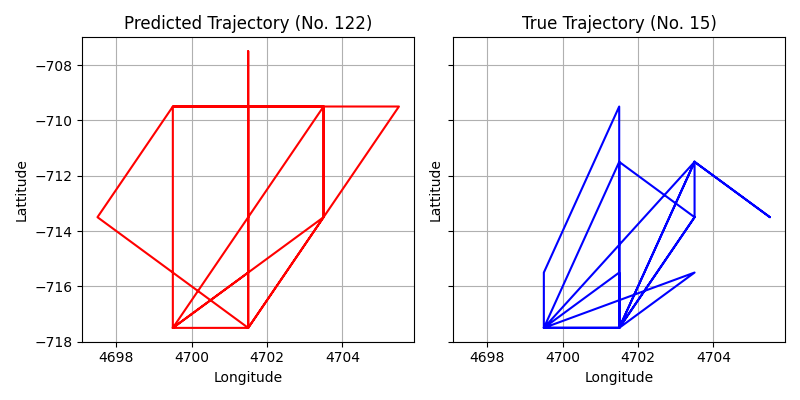 Predicted Trajectory (No. 122)
True Trajectory (No. 15)
Lattitude
−708
−710
−712
−714
−716
−718
4698 4700 4702 4704
Longitude
Lattitude
4698 4700 4702 4704
Longitude